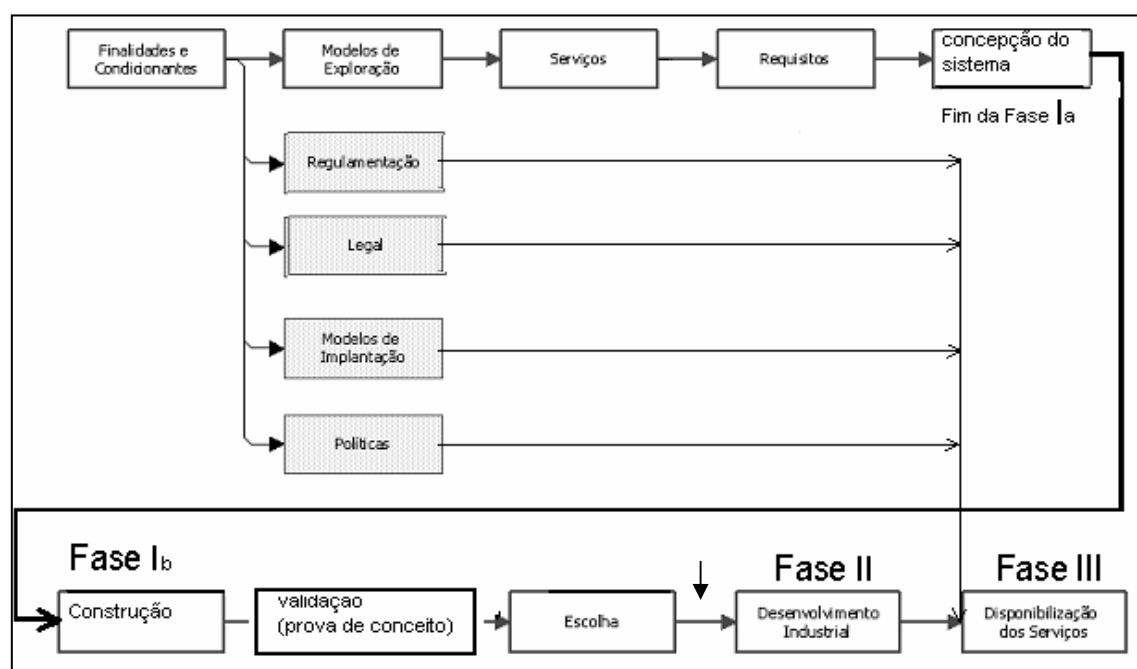 Finalidades e
Condicionantes
Modelos de
Exploração
Serviços
Requisitos
concepção do
sistema
Fim da Fase Ia
Regulamentação
Legal
Modelos de
Implantação
Políticas
Fase Ib
Fase II
Fase III
Construção
validação
(prova de conceito)
Escolha
Desenvolvimento
Industrial
Disponibilização
dos Serviços